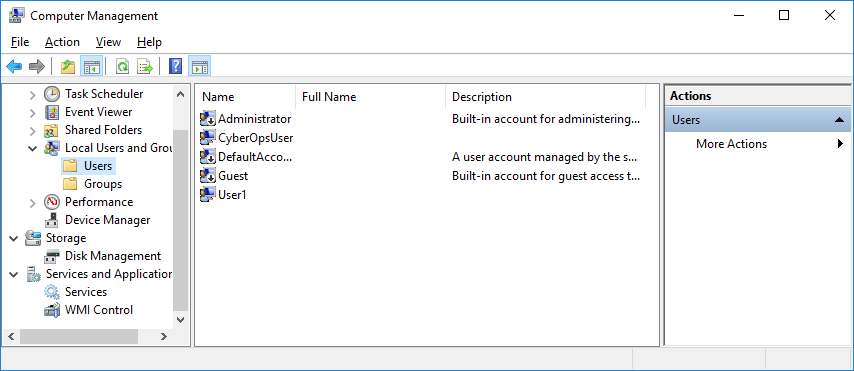 Computer Management
File Action View Help
Task Scheduler
Event Viewer
Shared Folders
Local Users and Grou
Users
Groups
Performance
Device Manager
Storage
Disk Management
Services and Application
Services
WMI Control
Name Full Name Description
Administrator Built-in account for administering...
CyberOpsUser
DefaultAcco... A user account managed by the s...
Guest Built-in account for guest access t...
User1
Actions
Users
More Actions